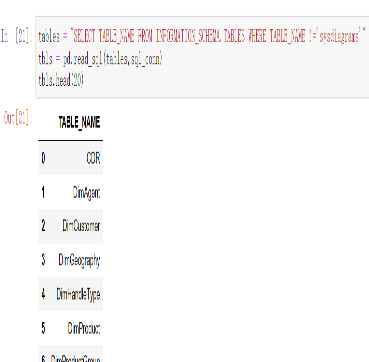 In [21]: tables = "SELECT TABLE_NAME FROM INFORMATION_SCHEMA.TABLES WHERE TABLE_NAME !='sysdiagrams'"
tbls = pd.read_sql(tables,sql_conn)
tbls.head(20)
Out[21]:
TABLE_NAME
0 CDR
1 DimAgent
2 DimCustomer
3 DimGeography
4 DimHandleType
5 DimProduct
6 DimProductGroup